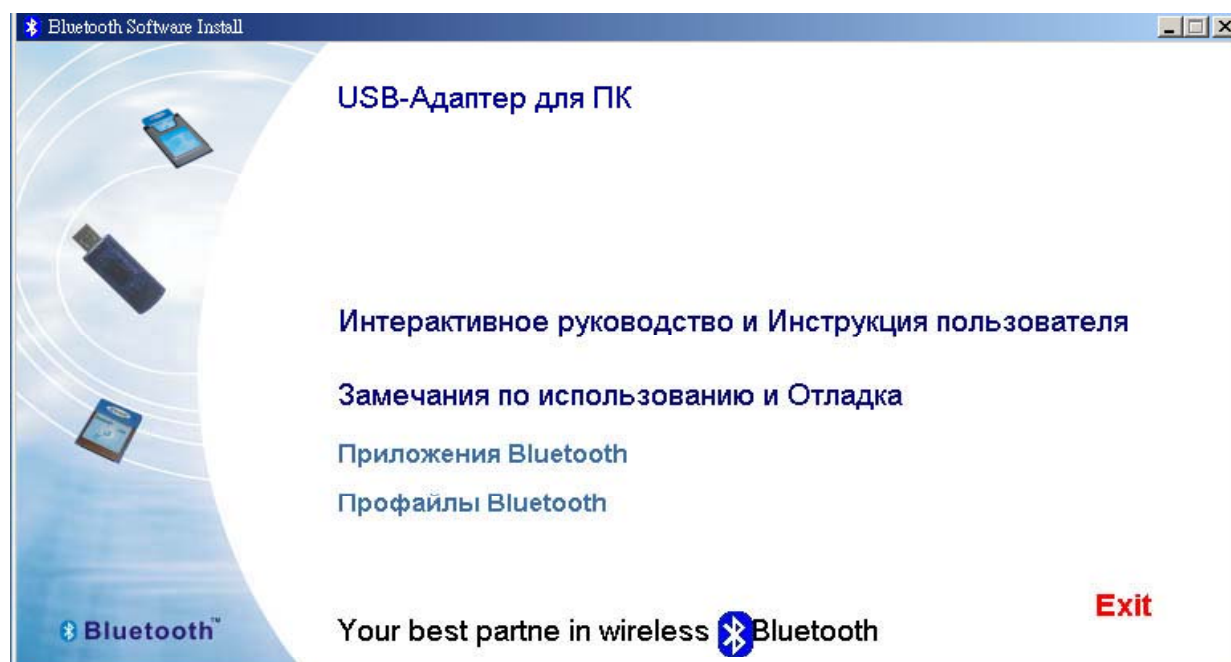 Bluetooth Software Install
USB-Адаптер для ПК
Интерактивное руководство и Инструкция пользователя
Замечания по использованию и Отладка
Приложения Bluetooth
Профайлы Bluetooth
Exit
Bluetooth™
Your best partne in wireless Bluetooth